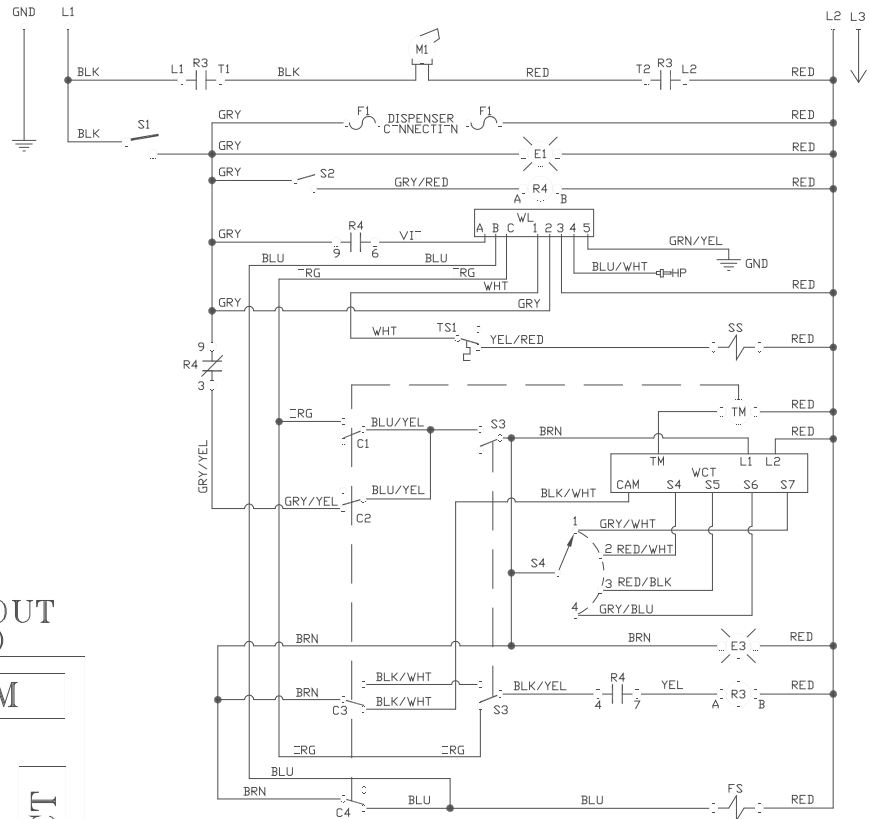 GND L1 L2 L3
M1
BLK L1 R3 T1 BLK RED T2 R3 L2 RED
S1 GRY F1 DISPENSER F1 RED
BLK
GRY E1 RED
GRY S2 GRY/RED R4 RED
A B
WL
A B C 1 2 3 4 5
GRY R4 GRN/YEL
9 6
BLU BLU BLU/WHT HP GND
WHT RED
GRY GRY
WHT TS1 YEL/RED SS RED
9
R4
3
TM RED
BLU/YEL S3 BRN RED
C1
TM L1 L2
WCT
GRY/YEL
CAM S4 S5 S6 S7
GRY/YEL BLU/YEL BLK/WHT
C2
1 GRY/WHT
2 RED/WHT
S4
3 RED/BLK
4 GRY/BLU
OUT
)
BRN BRN E3 RED
M
BLK/WHT
BRN BLK/WHT S3 BLK/YEL R4 YEL R3 RED
C3 4 7 A B
BLU
BRN BLU BLU FS RED
C4